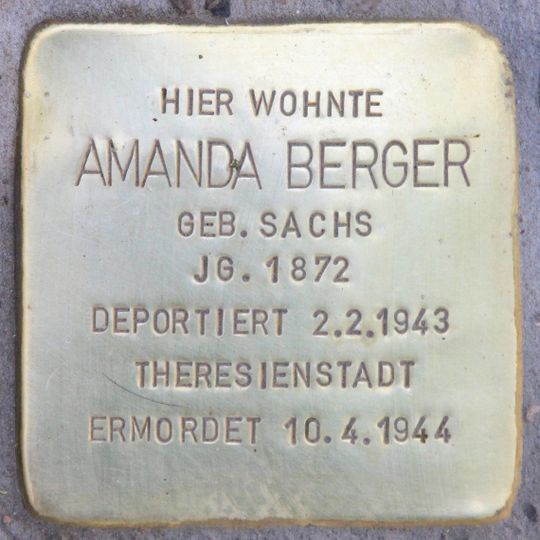 HIER WOHNTE
AMANDA BERGER
GEB. SACHS
JG. 1872
DEPORTIERT 2.2.1943
THERESIENSTADT
ERMORDET 10.4.1944